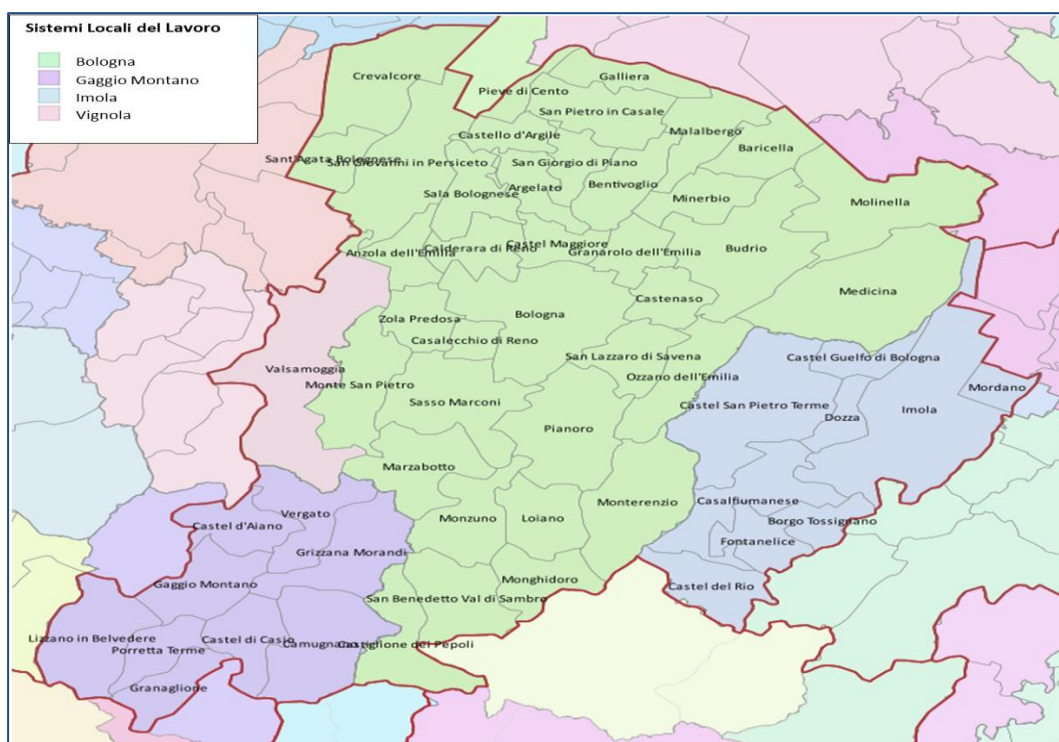 Sistemi Locali del Lavoro
Bologna
Gaggio Montano
Imola
Vignola
Crevalcore
Galliera
Pieve di Cento
San Pietro in Casale
Castello d'Argile
Malalbergo
Baricella
Sant'Agata Bolognese
San Giovanni in Persiceto
San Giorgio di Piano
Sala Bolognese
Argelato
Bentivoglio
Minerbio
Molinella
Anzola dell'Emilia
Calderara di Reno
Castel Maggiore
Granarolo dell'Emilia
Budrio
Medicina
Castenaso
Zola Predosa
Bologna
Casalecchio di Reno
San Lazzaro di Savena
Castel Guelfo di Bologna
Valsamoggia
Monte San Pietro
Ozzano dell'Emilia
Mordano
Sasso Marconi
Castel San Pietro Terme
Dozza
Imola
Pianoro
Marzabotto
Monterenzio
Casalfiumanese
Vergato
Castel d'Aiano
Monzuno
Loiano
Borgo Tossignano
Fontanelice
Grizzana Morandi
Gaggio Montano
Monghidoro
Castel del Rio
San Benedetto Val di Sambro
Lizzano in Belvedere
Castel di Casio
Camugnano
Castiglione dei Pepoli
Porretta Terme
Granaglione